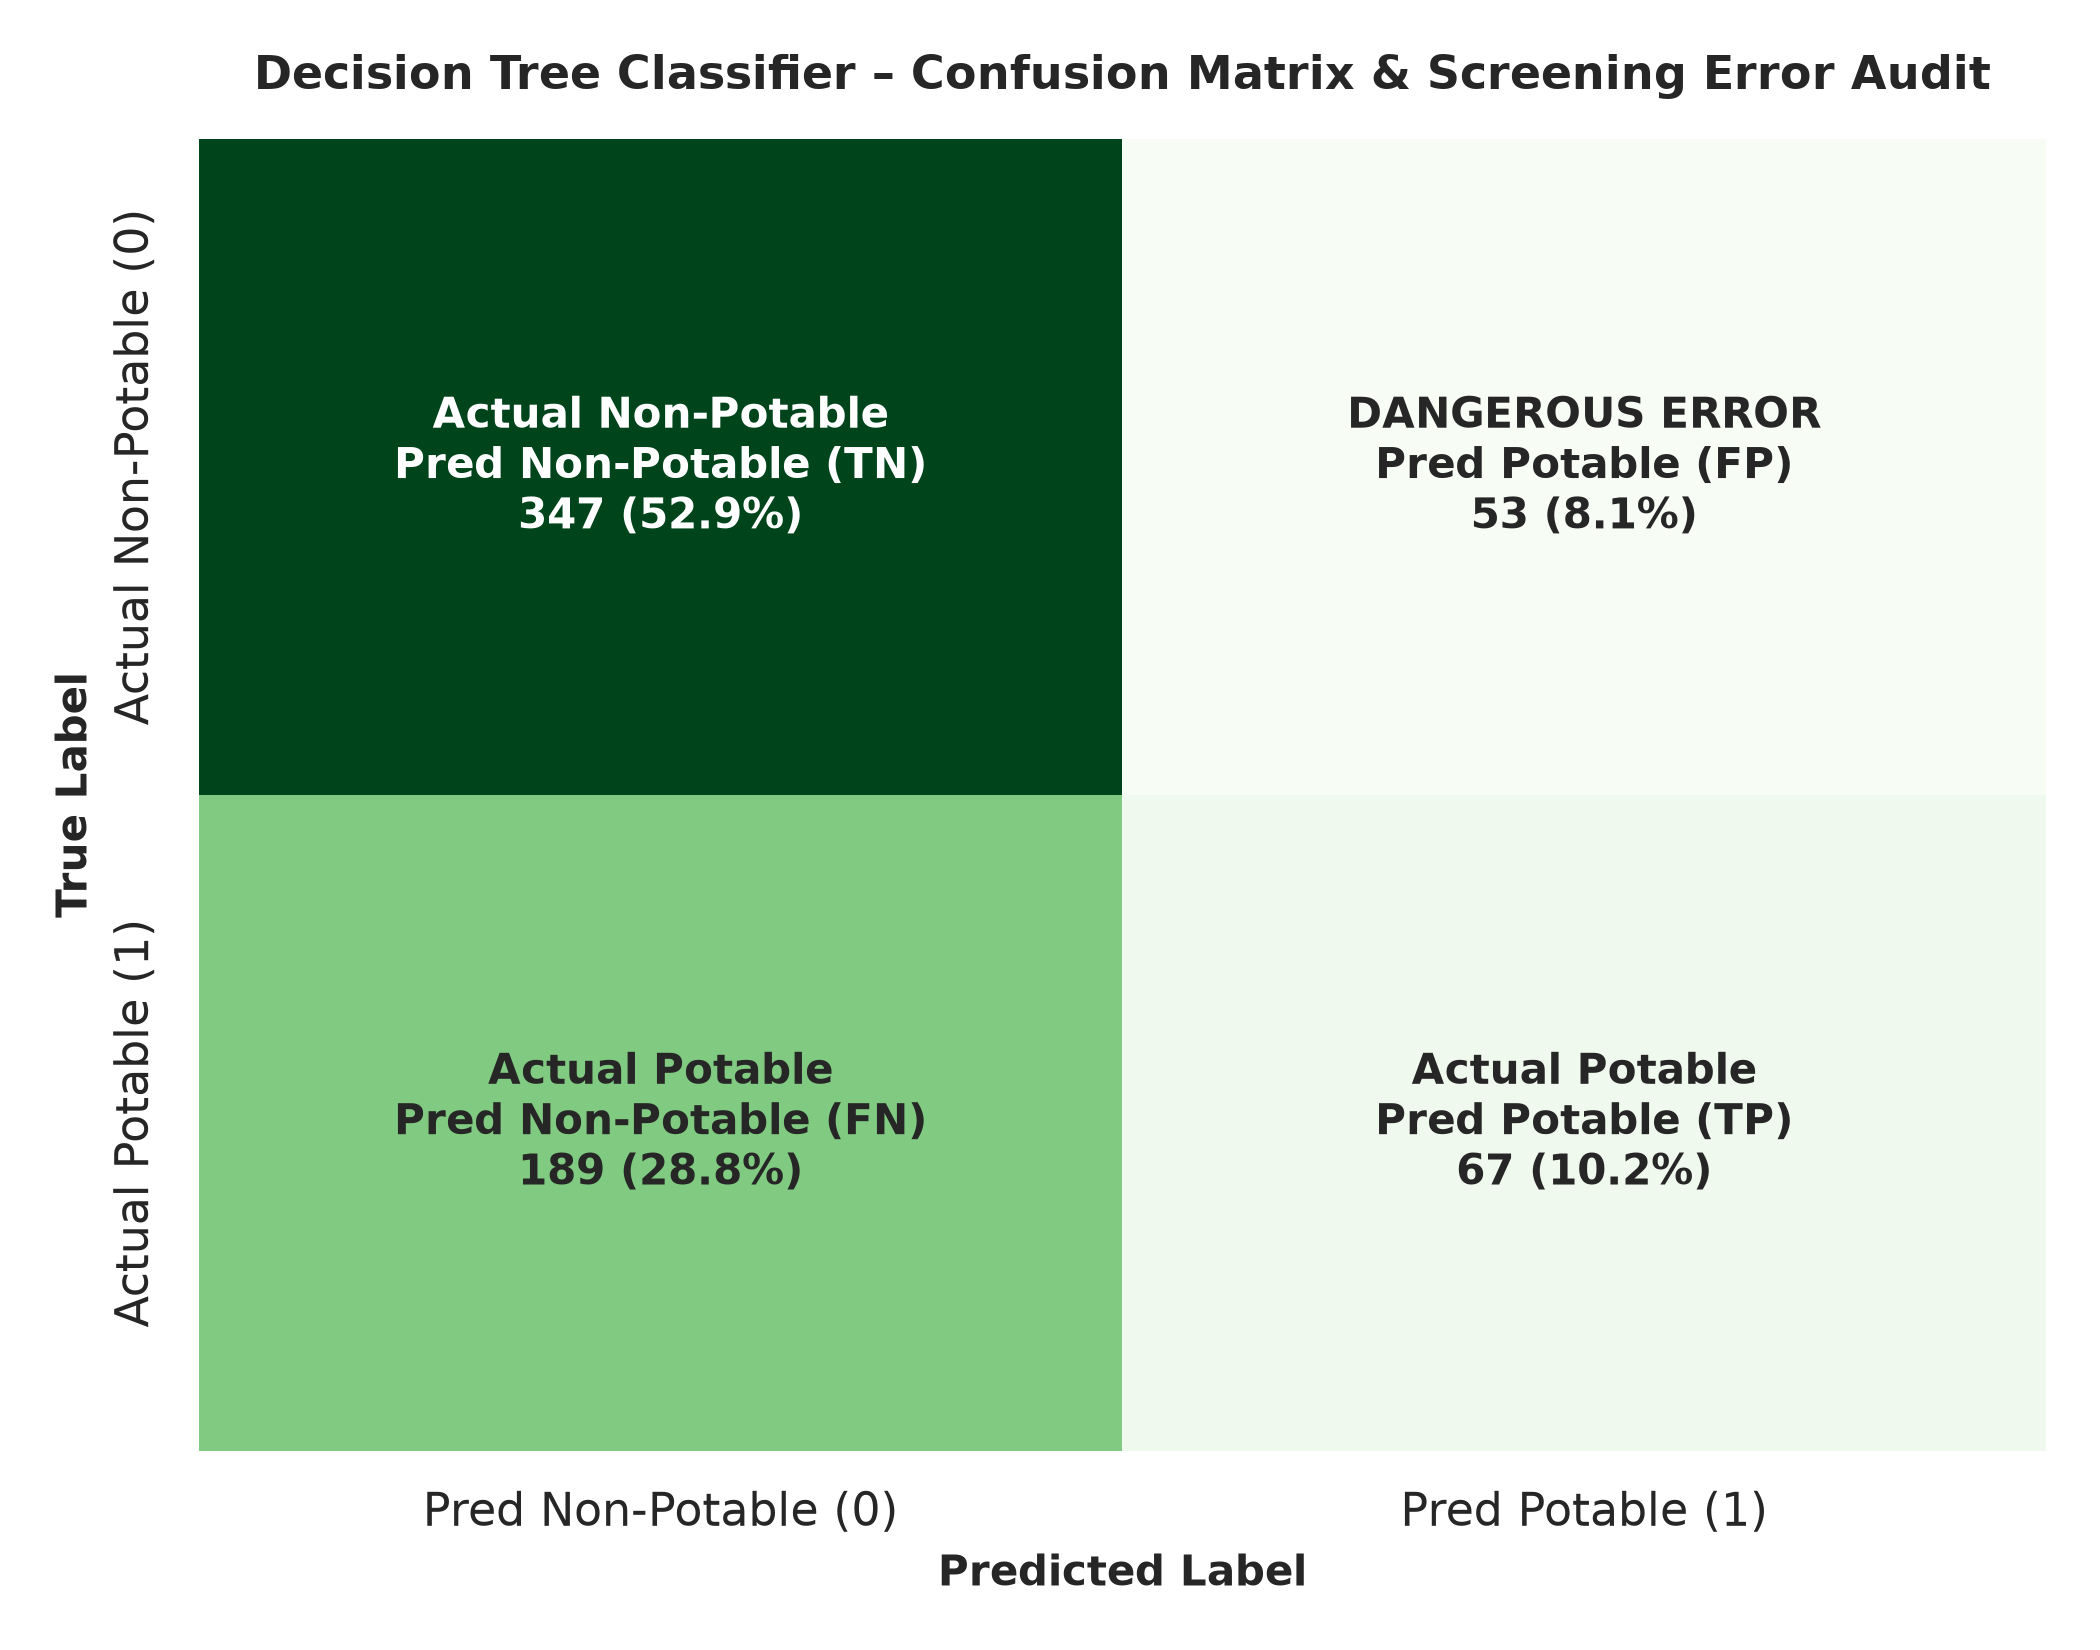 Decision Tree Classifier – Confusion Matrix & Screening Error Audit
True Label
Actual Non-Potable (0)
Actual Non-Potable
Pred Non-Potable (TN)
347 (52.9%)
DANGEROUS ERROR
Pred Potable (FP)
53 (8.1%)
Actual Potable (1)
Actual Potable
Pred Non-Potable (FN)
189 (28.8%)
Actual Potable
Pred Potable (TP)
67 (10.2%)
Pred Non-Potable (0)
Pred Potable (1)
Predicted Label